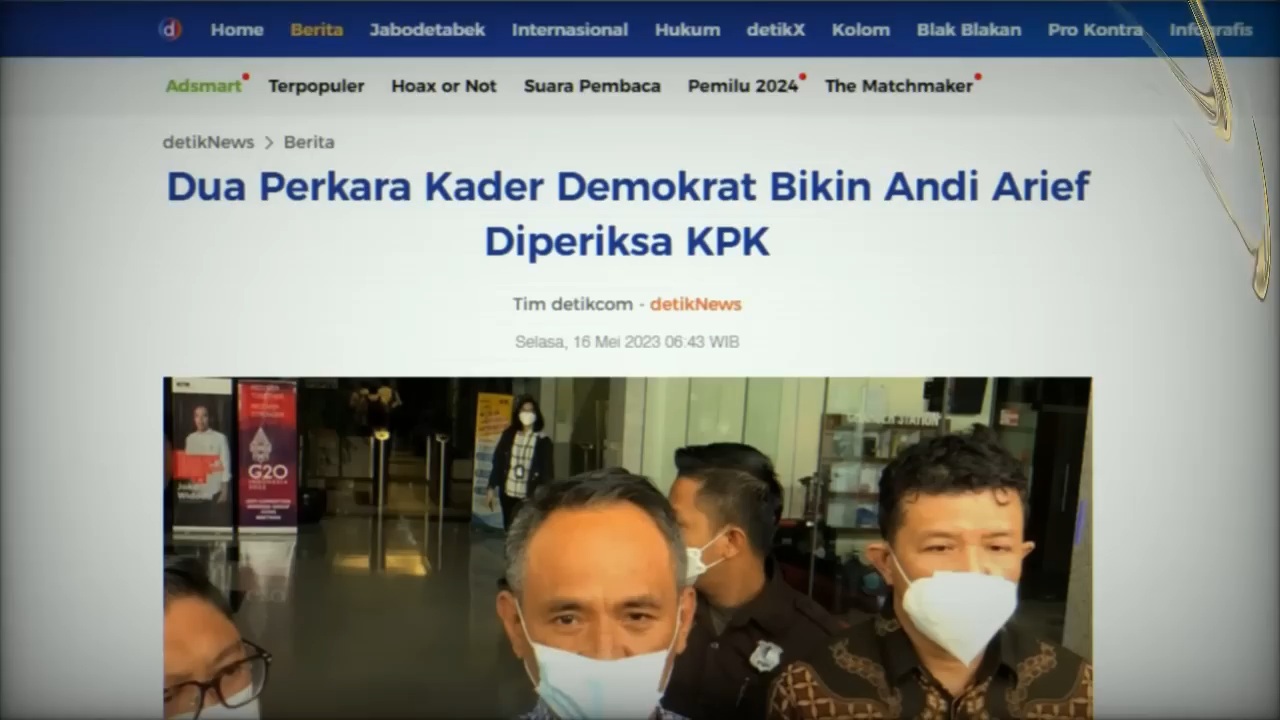 Home Berita Jabodetabek Internasional Hukum detikX Kolom Blak Blakan Pro Kontra Infografis
Adsmart Terpopuler Hoax or Not Suara Pembaca Pemilu 2024 The Matchmaker
detikNews > Berita
Dua Perkara Kader Demokrat Bikin Andi Arief
Diperiksa KPK
Tim detikcom - detikNews
Selasa, 16 Mei 2023 06:43 WIB
G20